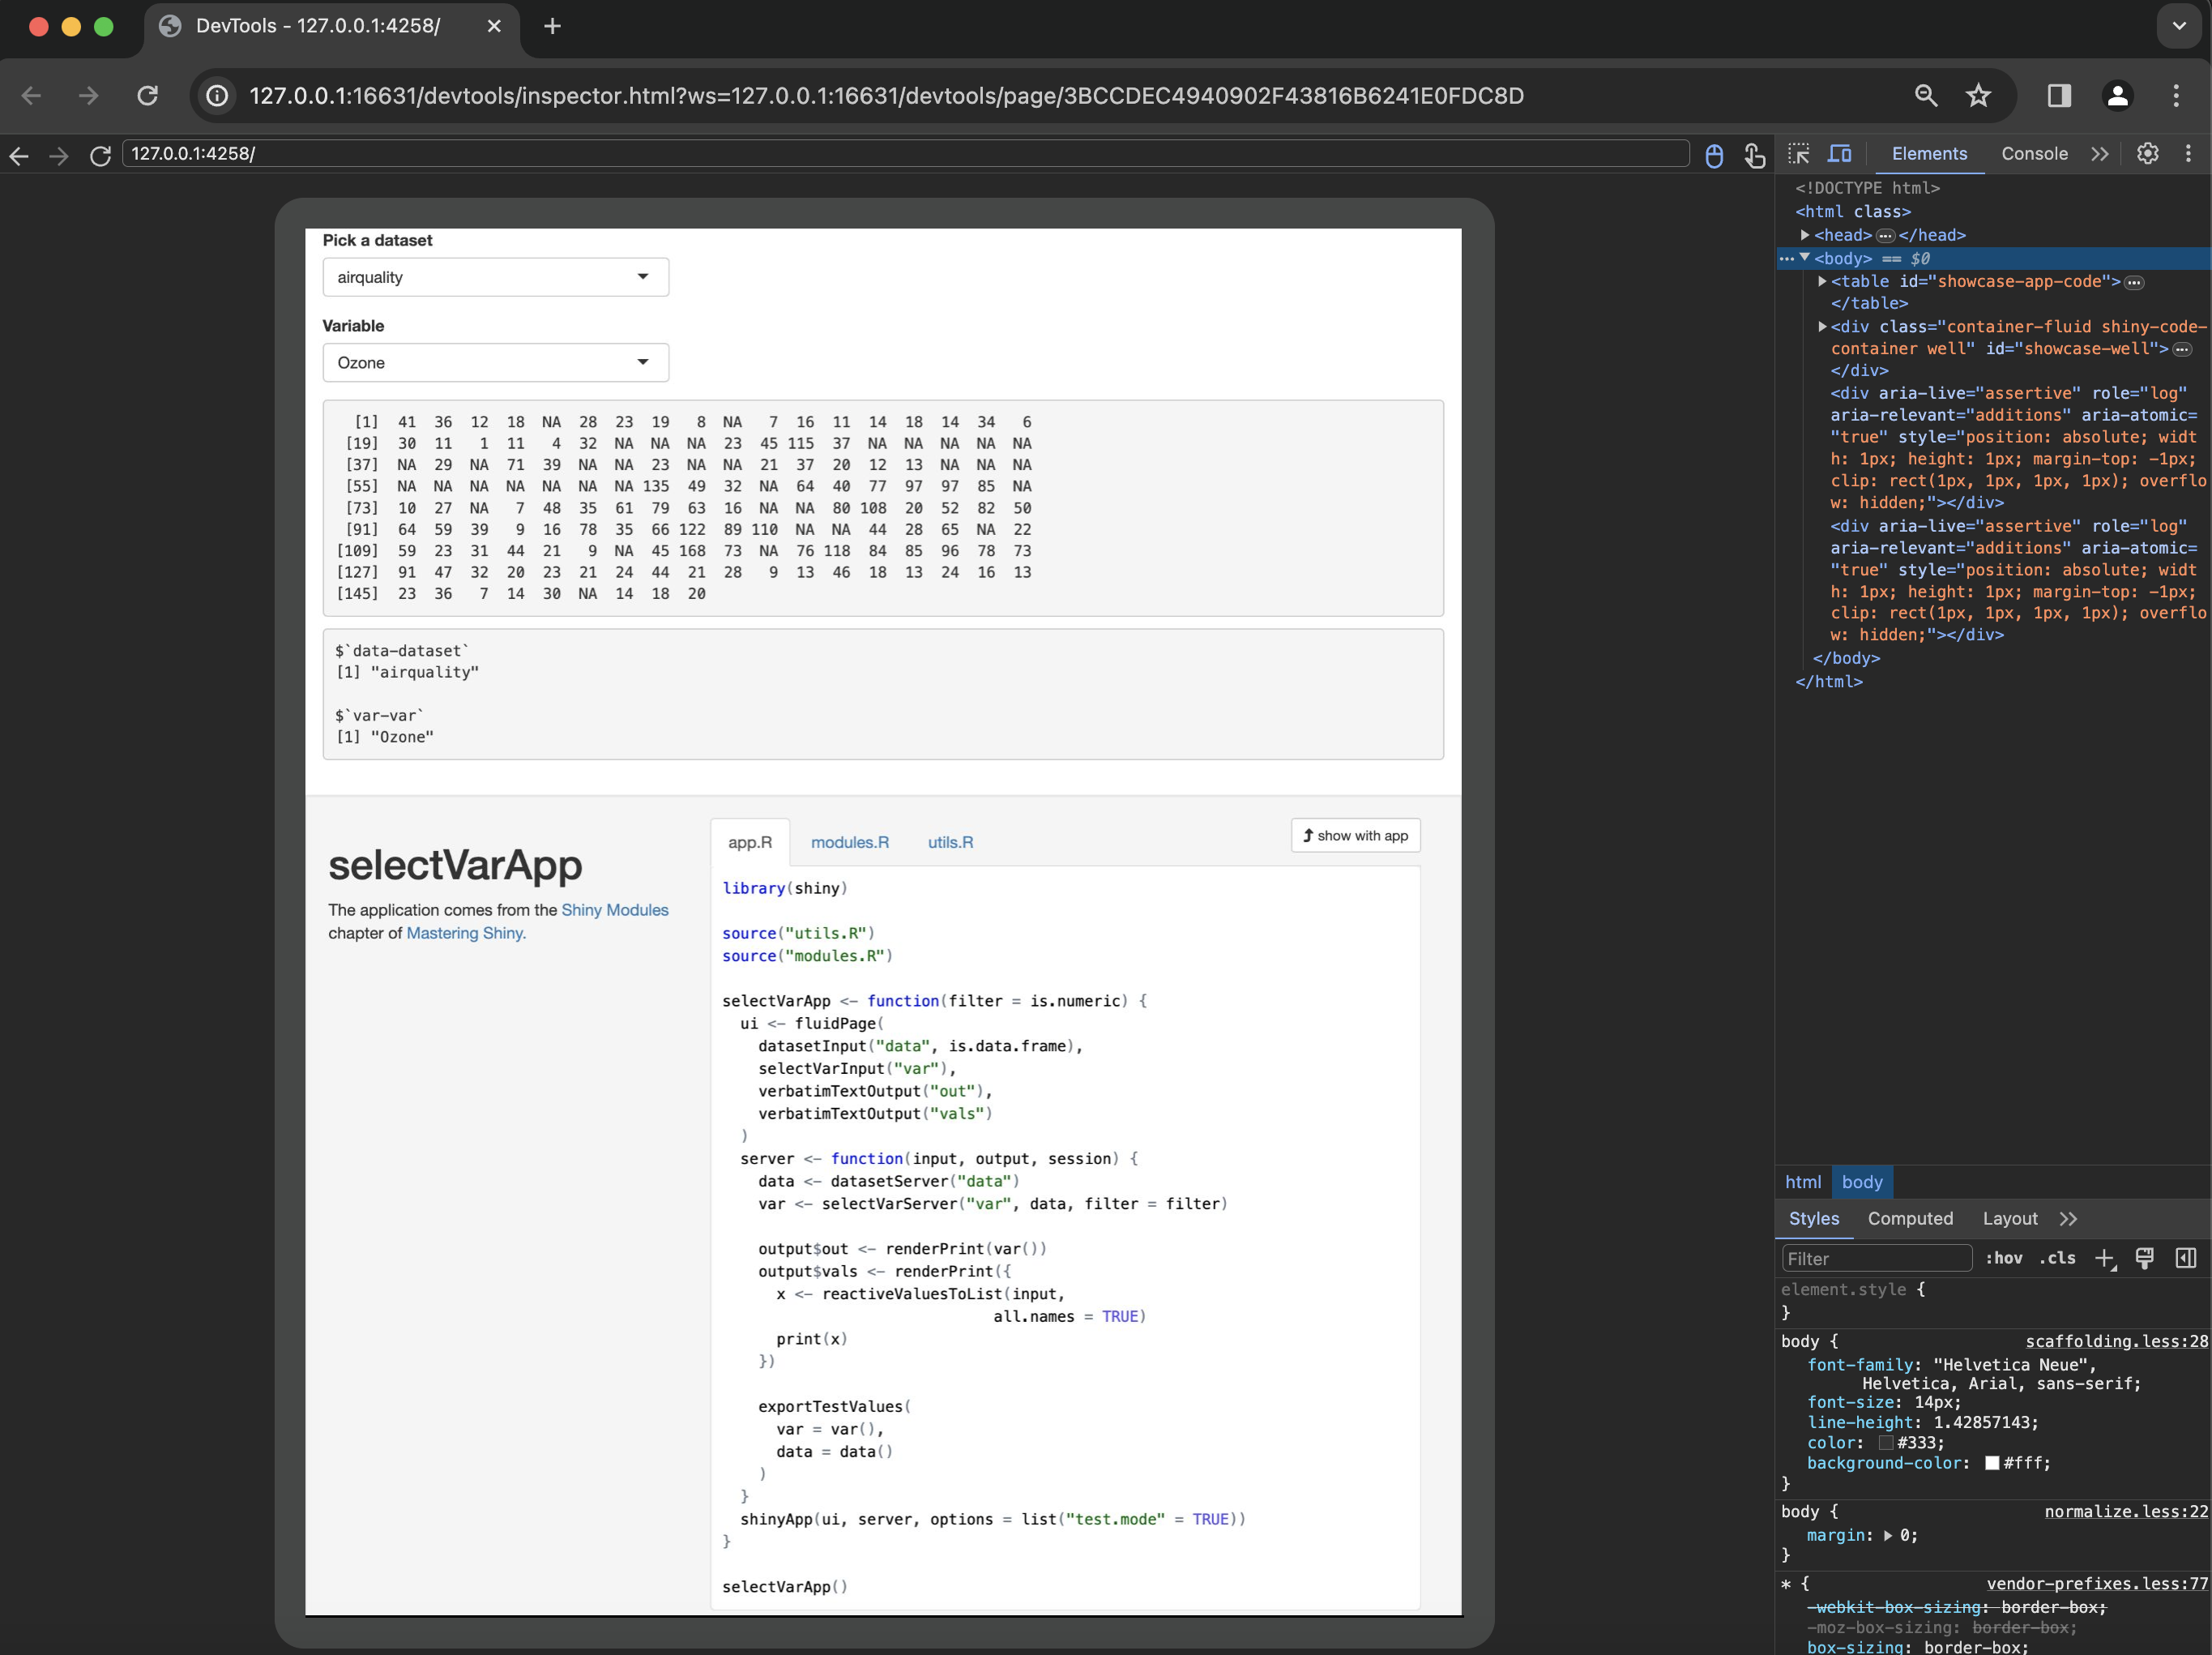 DevTools - 127.0.0.1:4258/
127.0.0.1:16631/devtools/inspector.html?ws=127.0.0.1:16631/devtools/page/3BCCDEC4940902F43816B6241E0FDC8D
127.0.0.1:4258/
Pick a dataset
airquality
Variable
Ozone
[1] 41 36 12 18 NA 28 23 19 8 NA 7 16 11 14 18 14 34 6
[19] 30 11 1 11 4 32 NA NA NA 23 45 115 37 NA NA NA NA NA
[37] NA 29 NA 71 39 NA NA 23 NA NA 21 37 20 12 13 NA NA NA
[55] NA NA NA NA NA NA NA 135 49 32 NA 64 40 77 97 97 85 NA
[73] 10 27 NA 7 48 35 61 79 63 16 NA NA 80 108 20 52 82 50
[91] 64 59 39 9 16 78 35 66 122 89 110 NA NA 44 28 65 NA 22
[109] 59 23 31 44 21 9 NA 45 168 73 NA 76 118 84 85 96 78 73
[127] 91 47 32 20 23 21 24 44 21 28 9 13 46 18 13 24 16 13
[145] 23 36 7 14 30 NA 14 18 20
$`data-dataset`
[1] "airquality"
$`var-var`
[1] "Ozone"
selectVarApp
The application comes from the Shiny Modules
chapter of Mastering Shiny.
app.R modules.R utils.R
show with app
library(shiny)
source("utils.R")
source("modules.R")
selectVarApp <- function(filter = is.numeric) {
ui <- fluidPage(
datasetInput("data", is.data.frame),
selectVarInput("var"),
verbatimTextOutput("out"),
verbatimTextOutput("vals")
)
server <- function(input, output, session) {
data <- datasetServer("data")
var <- selectVarServer("var", data, filter = filter)
output$out <- renderPrint(var())
output$vals <- renderPrint({
x <- reactiveValuesToList(input,
all.names = TRUE)
print(x)
})
exportTestValues(
var = var(),
data = data()
)
}
shinyApp(ui, server, options = list("test.mode" = TRUE))
}
selectVarApp()
Elements Console
<!DOCTYPE html>
<html class>
<head> … </head>
… <body> == $0
<table id="showcase-app-code"> …
</table>
<div class="container-fluid shiny-code-
container well" id="showcase-well"> …
</div>
<div aria-live="assertive" role="log"
aria-relevant="additions" aria-atomic=
"true" style="position: absolute; widt
h: 1px; height: 1px; margin-top: -1px;
clip: rect(1px, 1px, 1px, 1px); overflo
w: hidden;"></div>
<div aria-live="assertive" role="log"
aria-relevant="additions" aria-atomic=
"true" style="position: absolute; widt
h: 1px; height: 1px; margin-top: -1px;
clip: rect(1px, 1px, 1px, 1px); overflo
w: hidden;"></div>
</body>
</html>
html body
Styles Computed Layout
Filter :hov .cls
element.style {
}
body { scaffolding.less:28
font-family: "Helvetica Neue",
Helvetica, Arial, sans-serif;
font-size: 14px;
line-height: 1.42857143;
color: #333;
background-color: #fff;
}
body { normalize.less:22
margin: 0;
}
* { vendor-prefixes.less:77
-webkit-box-sizing: border-box;
-moz-box-sizing: border-box;
box-sizing: border-box;